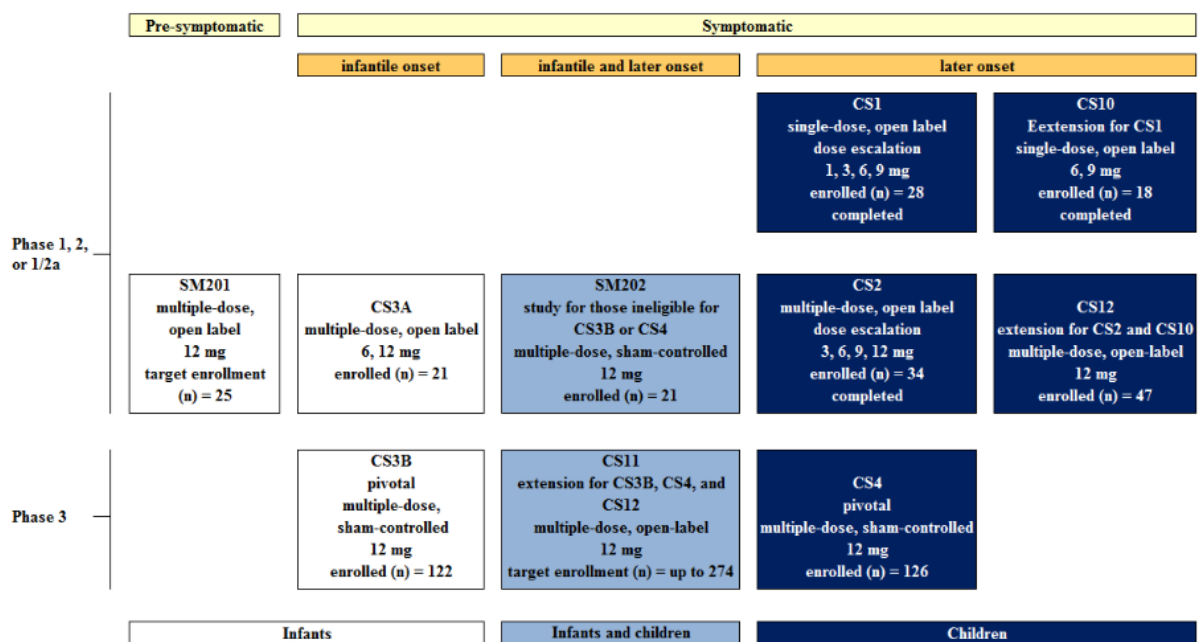 Pre-symptomatic
Symptomatic
infantile onset
infantile and later onset
later onset
Phase 1, 2,
or 1/2a
CS1
single-dose, open label
dose escalation
1, 3, 6, 9 mg
enrolled (n) = 28
completed
CS10
Eextension for CS1
single-dose, open label
6, 9 mg
enrolled (n) = 18
completed
SM201
multiple-dose,
open label
12 mg
target enrollment
(n) = 25
CS3A
multiple-dose, open label
6, 12 mg
enrolled (n) = 21
SM202
study for those ineligible for
CS3B or CS4
multiple-dose, sham-controlled
12 mg
enrolled (n) = 21
CS2
multiple-dose, open label
dose escalation
3, 6, 9, 12 mg
enrolled (n) = 34
completed
CS12
extension for CS2 and CS10
multiple-dose, open-label
12 mg
enrolled (n) = 47
Phase 3
CS3B
pivotal
multiple-dose,
sham-controlled
12 mg
enrolled (n) = 122
CS11
extension for CS3B, CS4, and
CS12
multiple-dose, open-label
12 mg
target enrollment (n) = up to 274
CS4
pivotal
multiple-dose, sham-controlled
12 mg
enrolled (n) = 126
Infants
Infants and children
Children